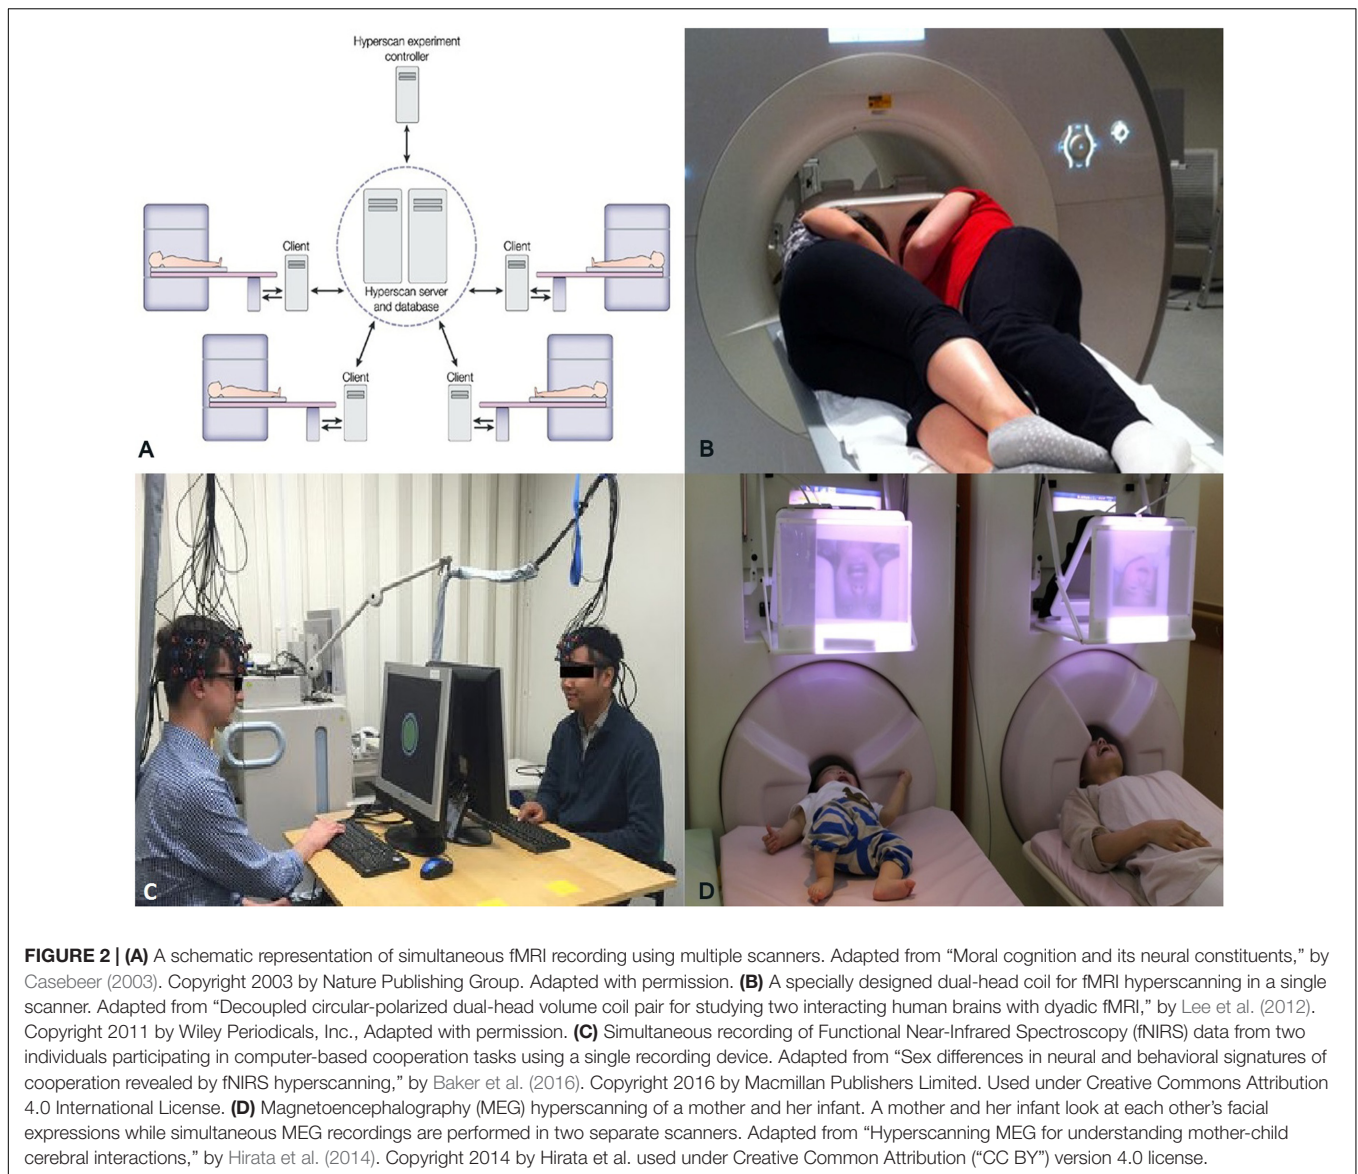 Hyperscan experiment
controller
Client
Client
Hyperscan server
and database
Client
Client
A
B
C
D
FIGURE 2 | (A) A schematic representation of simultaneous fMRI recording using multiple scanners. Adapted from “Moral cognition and its neural constituents,” by
Casebeer (2003). Copyright 2003 by Nature Publishing Group. Adapted with permission. (B) A specially designed dual-head coil for fMRI hyperscanning in a single
scanner. Adapted from “Decoupled circular-polarized dual-head volume coil pair for studying two interacting human brains with dyadic fMRI,” by Lee et al. (2012).
Copyright 2011 by Wiley Periodicals, Inc., Adapted with permission. (C) Simultaneous recording of Functional Near-Infrared Spectroscopy (fNIRS) data from two
individuals participating in computer-based cooperation tasks using a single recording device. Adapted from “Sex differences in neural and behavioral signatures of
cooperation revealed by fNIRS hyperscanning,” by Baker et al. (2016). Copyright 2016 by Macmillan Publishers Limited. Used under Creative Commons Attribution
4.0 International License. (D) Magnetoencephalography (MEG) hyperscanning of a mother and her infant. A mother and her infant look at each other’s facial
expressions while simultaneous MEG recordings are performed in two separate scanners. Adapted from “Hyperscanning MEG for understanding mother-child
cerebral interactions,” by Hirata et al. (2014). Copyright 2014 by Hirata et al. used under Creative Common Attribution (“CC BY”) version 4.0 license.